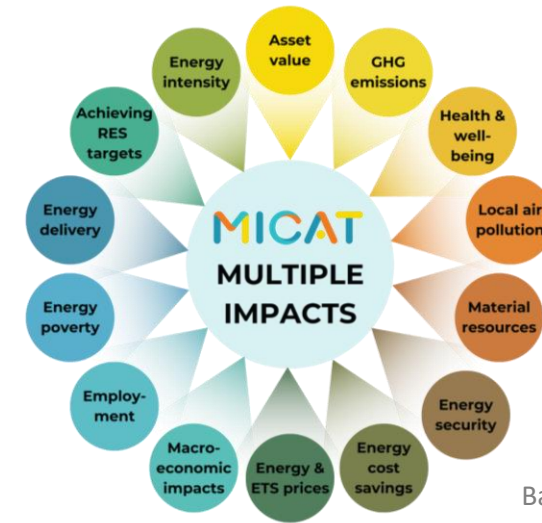 Asset
value
GHG
emissions
Health &
well-
being
Local air
pollution
Material
resources
Energy
security
Energy
cost
savings
Energy &
ETS prices
Macro-
economic
impacts
Employ-
ment
Energy
poverty
Energy
delivery
Achieving
RES
targets
Energy
intensity
MICAT
MULTIPLE
IMPACTS